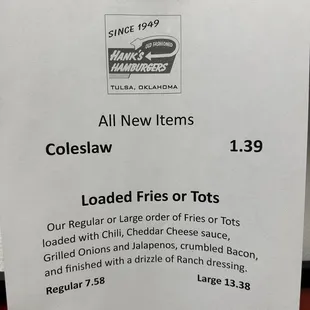 SINCE 1949
OLD FASHIONED
HANK'S
HAMBURGERS
TULSA, OKLAHOMA
All New Items
Coleslaw 1.39
Loaded Fries or Tots
Our Regular or Large order of Fries or Tots
loaded with Chili, Cheddar Cheese sauce,
Grilled Onions and Jalapenos, crumbled Bacon,
and finished with a drizzle of Ranch dressing.
Regular 7.58 Large 13.38